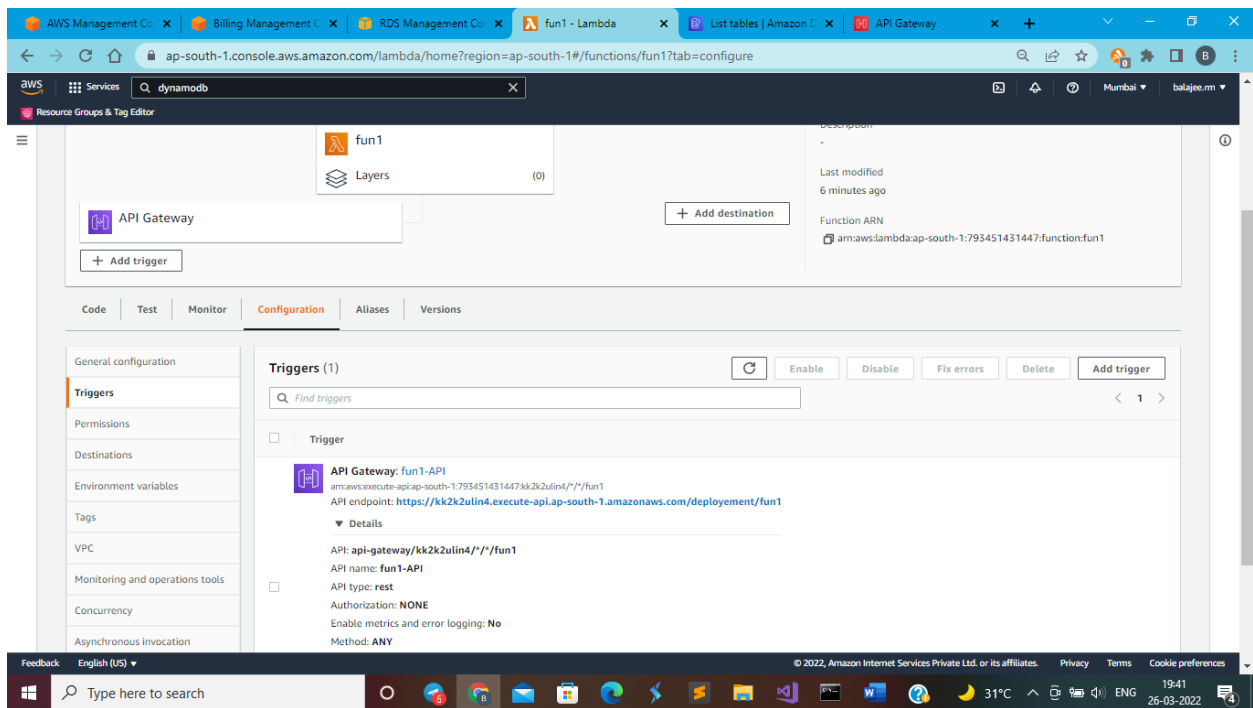 AWS Management Co
Billing Management C
RDS Management Co
fun1 - Lambda
List tables | Amazon D
API Gateway
ap-south-1.console.aws.amazon.com/lambda/home?region=ap-south-1#/functions/fun1?tab=configure
0
B
aws
Services
dynamodb
Mumbai ▼
balajee.rm ▼
Resource Groups & Tag Editor
fun1
Layers
(0)
API Gateway
+ Add trigger
+ Add destination
Description
-
Last modified
6 minutes ago
Function ARN
arn:aws:lambda:ap-south-1:793451431447:function:fun1
Code
Test
Monitor
Configuration
Aliases
Versions
General configuration
Triggers
Permissions
Destinations
Environment variables
Tags
VPC
Monitoring and operations tools
Concurrency
Asynchronous invocation
Triggers (1)
Enable
Disable
Fix errors
Delete
Add trigger
Find triggers
< 1 >
Trigger
API Gateway: fun1-API
arn:aws:execute-api:ap-south-1:793451431447:kk2k2ulin4/*/*/fun1
API endpoint: https://kk2k2ulin4.execute-api.ap-south-1.amazonaws.com/deployement/fun1
▼ Details
API: api-gateway/kk2k2ulin4/*/*/fun1
API name: fun1-API
API type: rest
Authorization: NONE
Enable metrics and error logging: No
Method: ANY
Feedback
English (US) ▼
© 2022, Amazon Internet Services Private Ltd. or its affiliates.
Privacy
Terms
Cookie preferences
Type here to search
6
B
31°C
ENG
19:41
26-03-2022
4